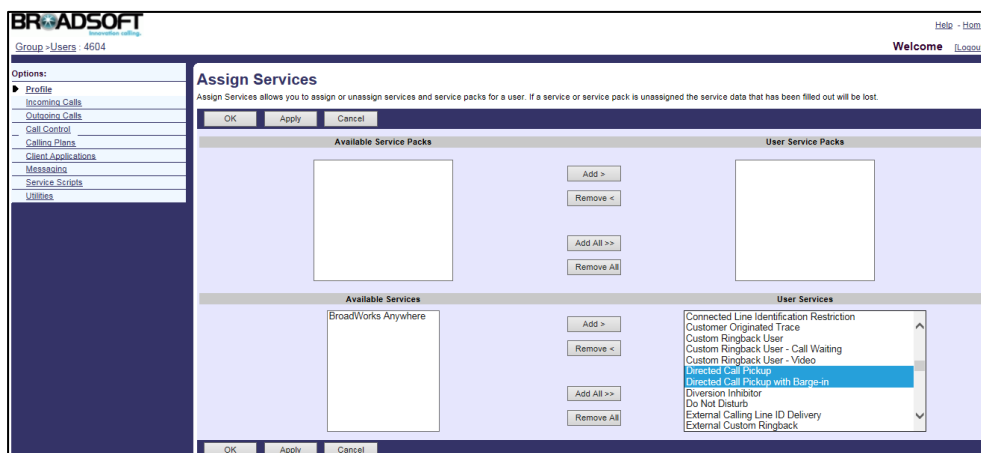 BROADSOFT
innovation calling.
Help - Hom
Group >Users : 4604
Welcome [Logou
Options:
Profile
Incoming Calls
Outgoing Calls
Call Control
Calling Plans
Client Applications
Messaging
Service Scripts
Utilities
Assign Services
Assign Services allows you to assign or unassign services and service packs for a user. If a service or service pack is unassigned the service data that has been filled out will be lost.
OK Apply Cancel
Available Service Packs
User Service Packs
Add >
Remove <
Add All >>
Remove All
Available Services
User Services
BroadWorks Anywhere
Add >
Remove <
Add All >>
Remove All
Connected Line Identification Restriction
Customer Originated Trace
Custom Ringback User
Custom Ringback User - Call Waiting
Custom Ringback User - Video
Directed Call Pickup
Directed Call Pickup with Barge-in
Diversion Inhibitor
Do Not Disturb
External Calling Line ID Delivery
External Custom Ringback
OK Apply Cancel